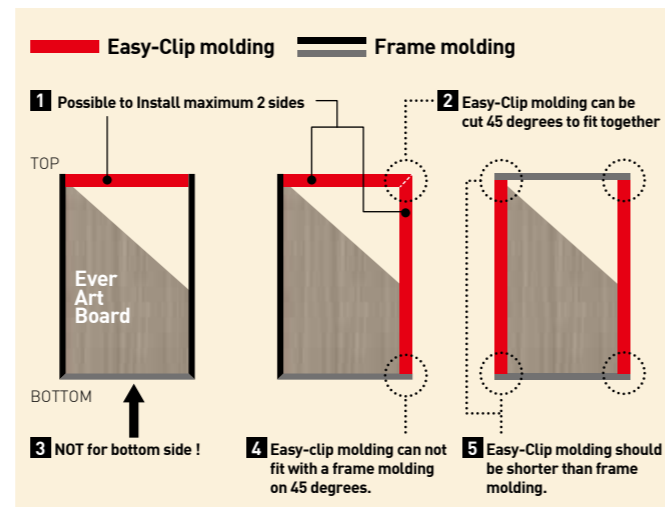 Easy-Clip molding
Frame molding
1 Possible to Install maximum 2 sides
2 Easy-Clip molding can be
cut 45 degrees to fit together
TOP
Ever
Art
Board
BOTTOM
3 NOT for bottom side !
4 Easy-clip molding can not
fit with a frame molding
on 45 degrees.
5 Easy-Clip molding should
be shorter than frame
molding.